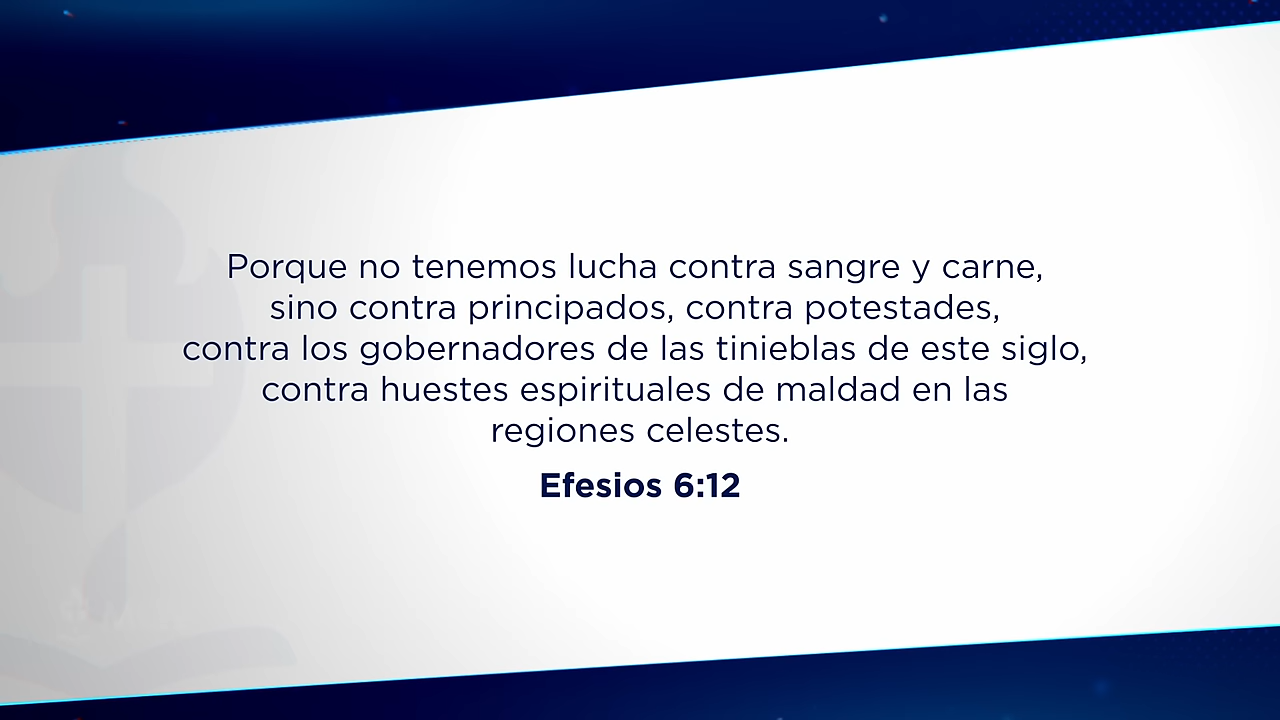 Porque no tenemos lucha contra sangre y carne,
sino contra principados, contra potestades,
contra los gobernadores de las tinieblas de este siglo,
contra huestes espirituales de maldad en las
regiones celestes.
Efesios 6:12